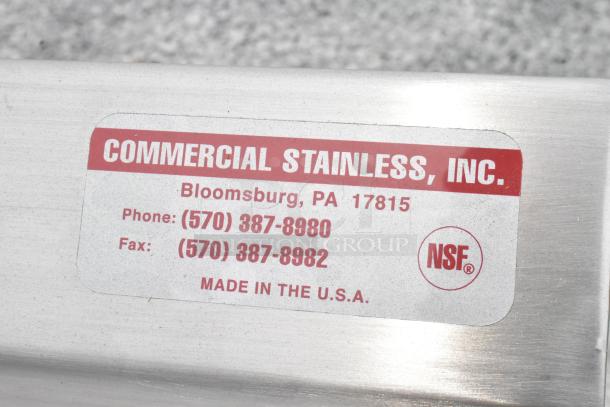 COMMERCIAL STAINLESS, INC.
Bloomsburg, PA 17815
Phone: (570) 387-8980
Fax: (570) 387-8982
NSF®
MADE IN THE U.S.A.